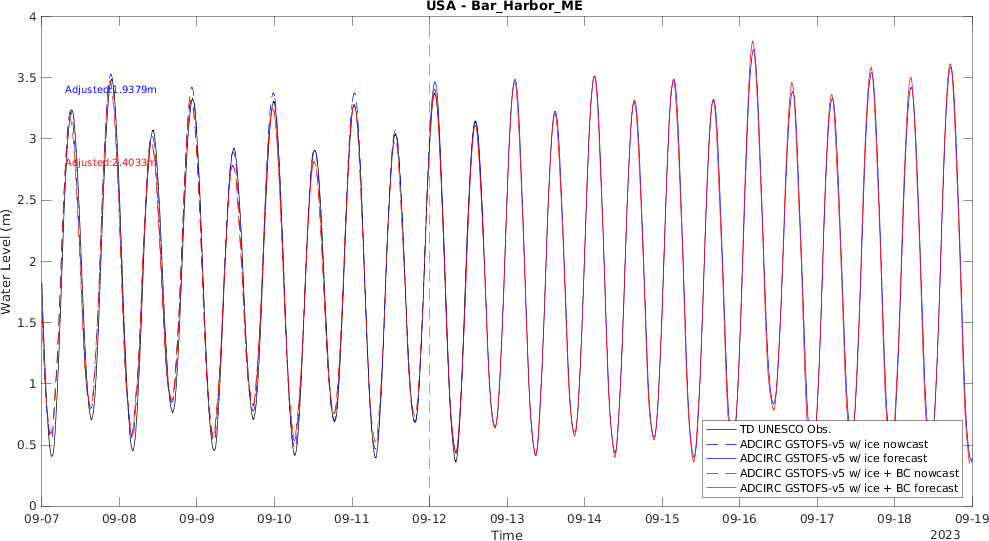 USA - Bar_Harbor_ME
4
3.5
3
2.5
2
1.5
1
0.5
0
Water Level (m)
Adjusted:1.9379m
Adjusted:2.4033m
TD UNESCO Obs.
ADCIRC GSTOFS-v5 w/ ice nowcast
ADCIRC GSTOFS-v5 w/ ice forecast
ADCIRC GSTOFS-v5 w/ ice + BC nowcast
ADCIRC GSTOFS-v5 w/ ice + BC forecast
09-07 09-08 09-09 09-10 09-11 09-12 09-13 09-14 09-15 09-16 09-17 09-18 09-19
Time
2023